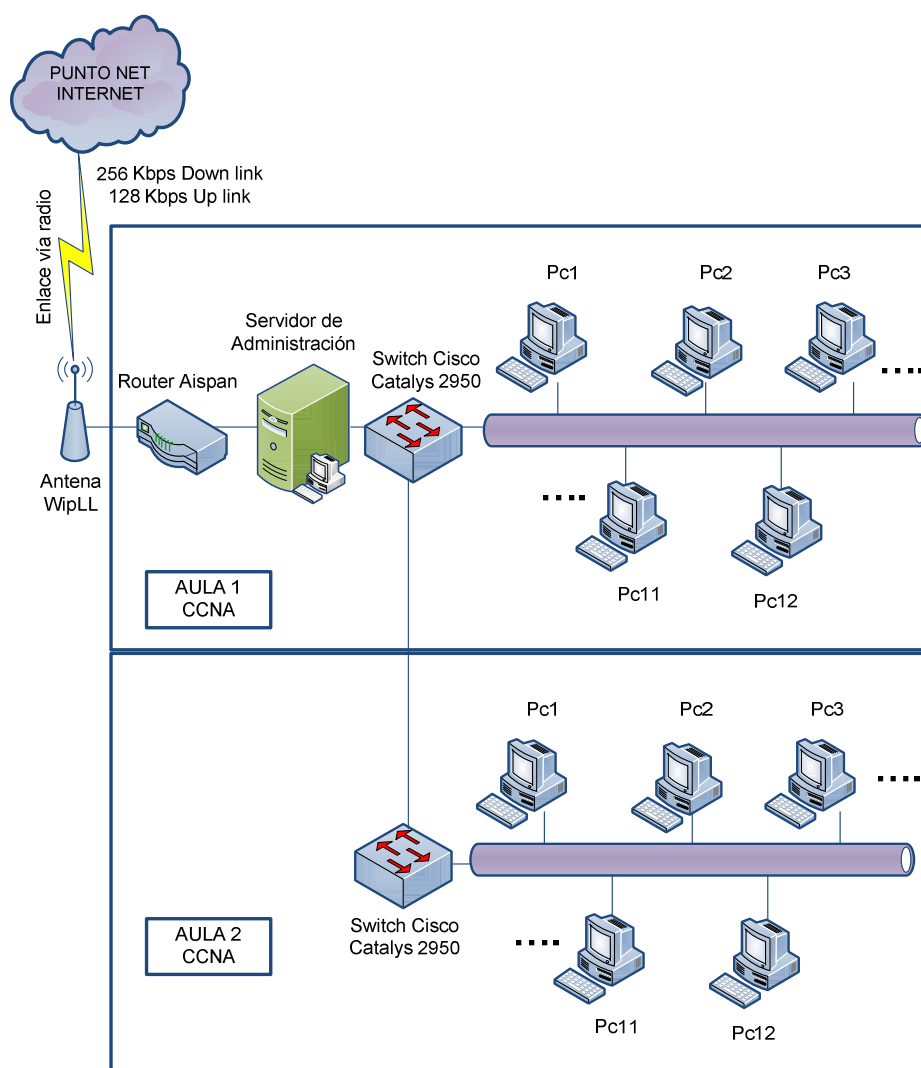 PUNTO NET
INTERNET
256 Kbps Down link
128 Kbps Up link
Enlace vía radio
Antena
WipLL
Router Aispan
Servidor de
Administración
Switch Cisco
Catalys 2950
Pc1
Pc2
Pc3
.....
....
Pc11
Pc12
AULA 1
CCNA
Pc1
Pc2
Pc3
.....
Switch Cisco
Catalys 2950
....
Pc11
Pc12
AULA 2
CCNA